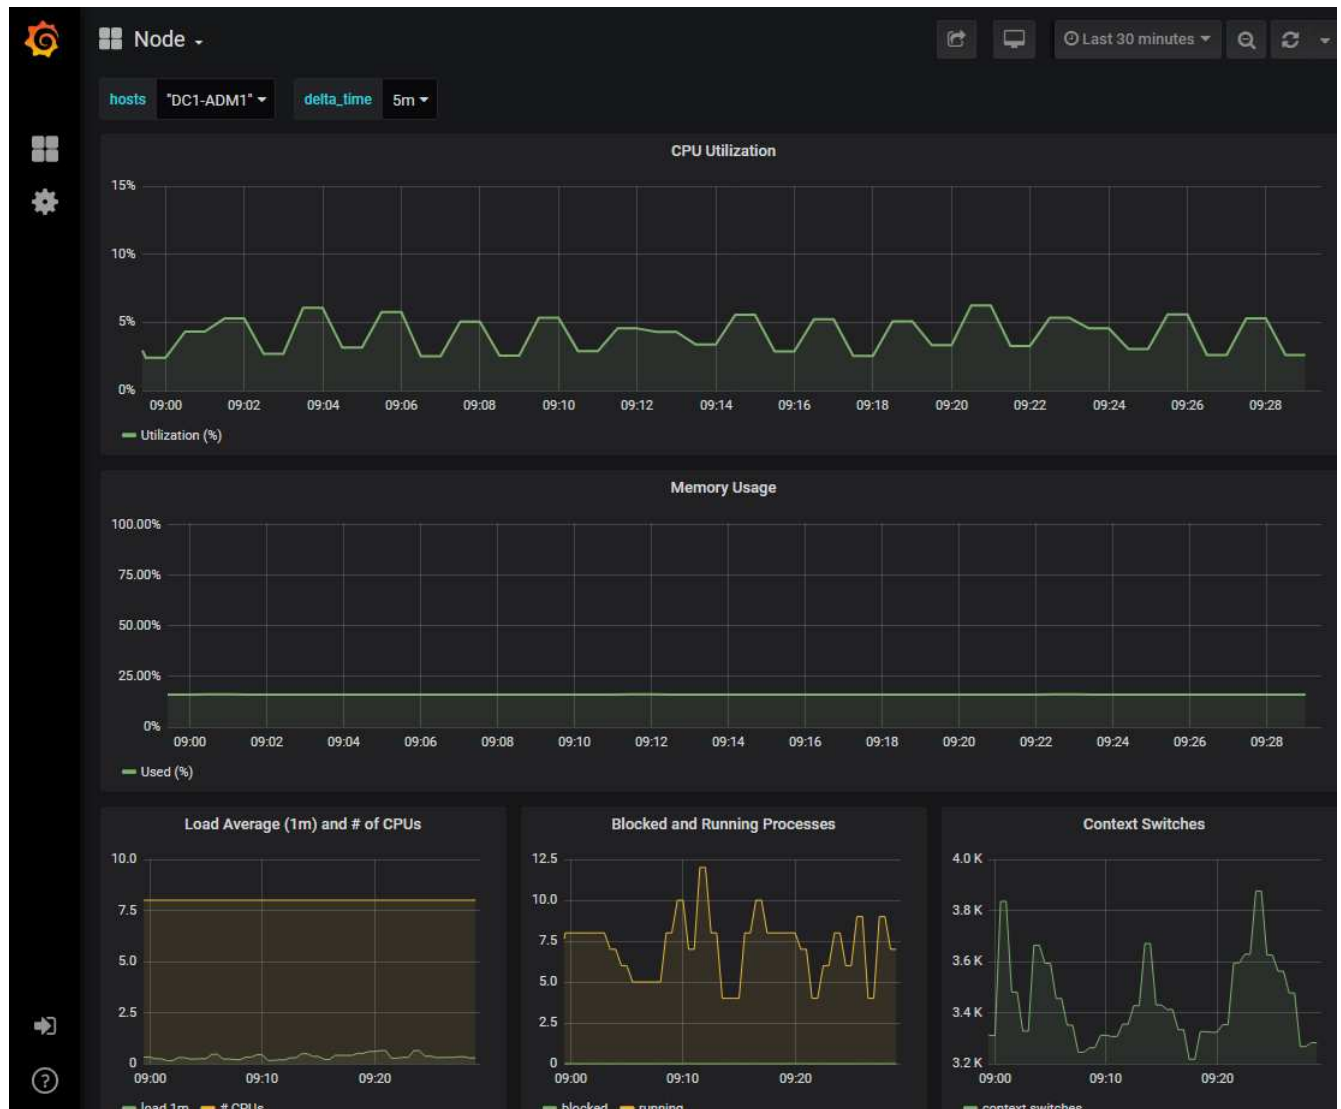 Node
Last 30 minutes
hosts "DC1-ADM1" delta_time 5m
CPU Utilization
15%
10%
5%
0%
09:00 09:02 09:04 09:06 09:08 09:10 09:12 09:14 09:16 09:18 09:20 09:22 09:24 09:26 09:28
Utilization (%)
Memory Usage
100.00%
75.00%
50.00%
25.00%
0%
09:00 09:02 09:04 09:06 09:08 09:10 09:12 09:14 09:16 09:18 09:20 09:22 09:24 09:26 09:28
Used (%)
Load Average (1m) and # of CPUs
10.0
7.5
5.0
2.5
0
09:00 09:10 09:20
load 1m # CPUs
Blocked and Running Processes
12.5
10.0
7.5
5.0
2.5
0
09:00 09:10 09:20
blocked running
Context Switches
4.0 K
3.8 K
3.6 K
3.4 K
3.2 K
09:00 09:10 09:20
context switches